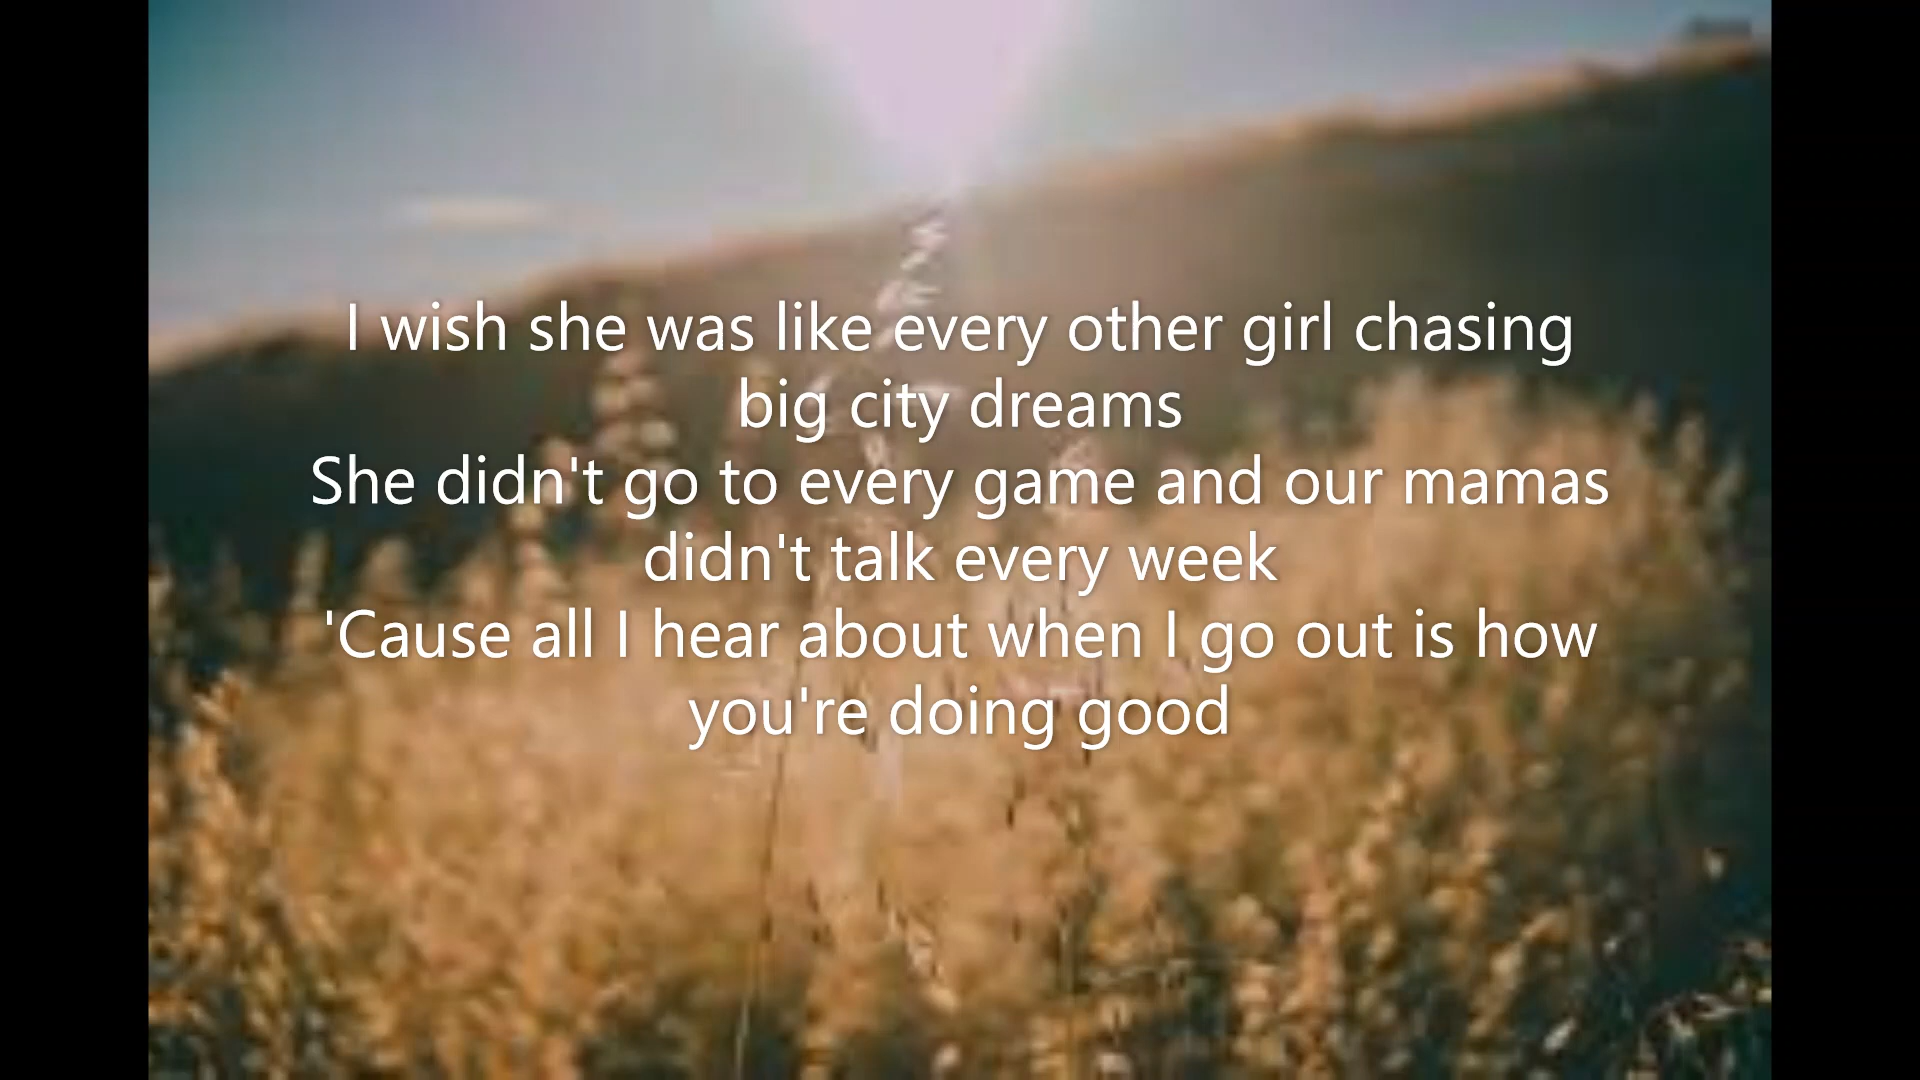 I wish she was like every other girl chasing
big city dreams
She didn't go to every game and our mamas
didn't talk every week
'Cause all I hear about when I go out is how
you're doing good